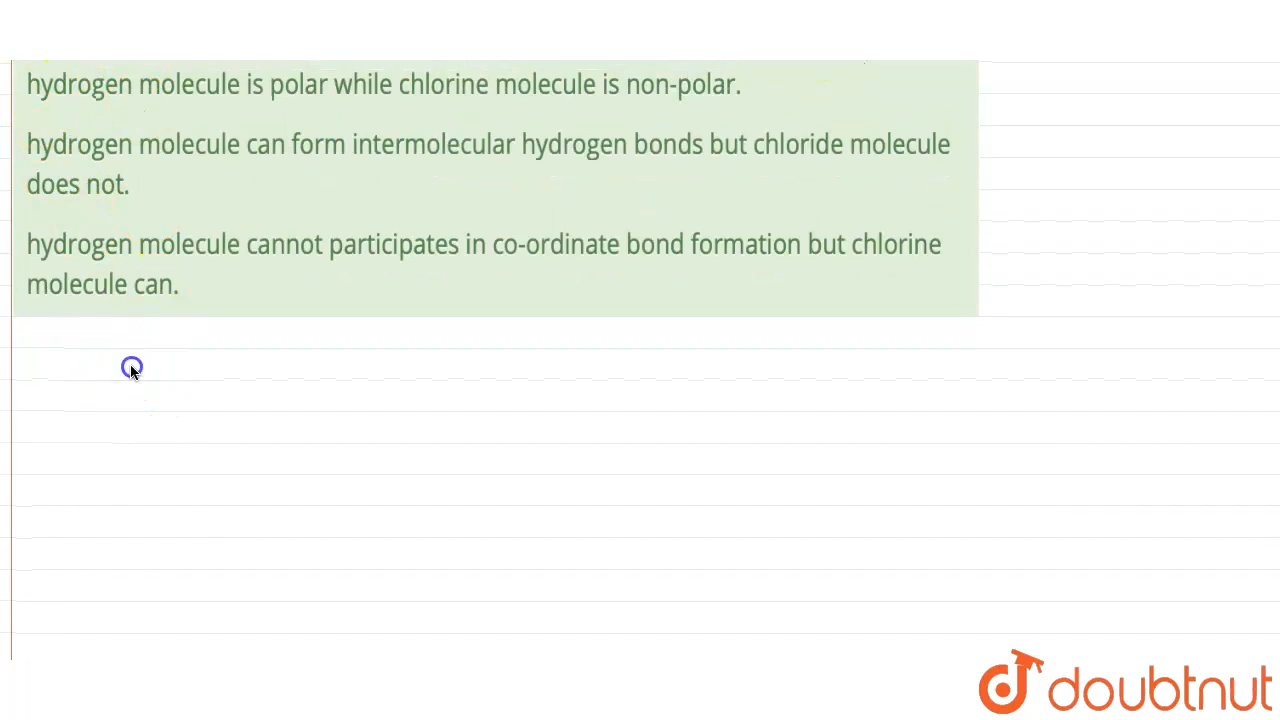 hydrogen molecule is polar while chlorine molecule is non-polar.
hydrogen molecule can form intermolecular hydrogen bonds but chloride molecule
does not.
hydrogen molecule cannot participates in co-ordinate bond formation but chlorine
molecule can.
doubtnut